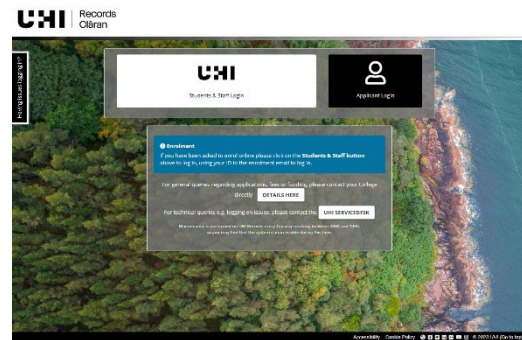 UHI Records
Clàran
Having issues logging in?
UHI
Students & Staff Login
Applicant Login
Enrolment
If you have been asked to enrol online please click on the Students & Staff button
above to log in, using your ID in the enrolment email to log in.
For general queries regarding applications, fees or funding, please contact your College
directly DETAILS HERE
For technical queries e.g. logging on issues, please contact the UHI SERVICEDESK
Accessibility Cookie Policy